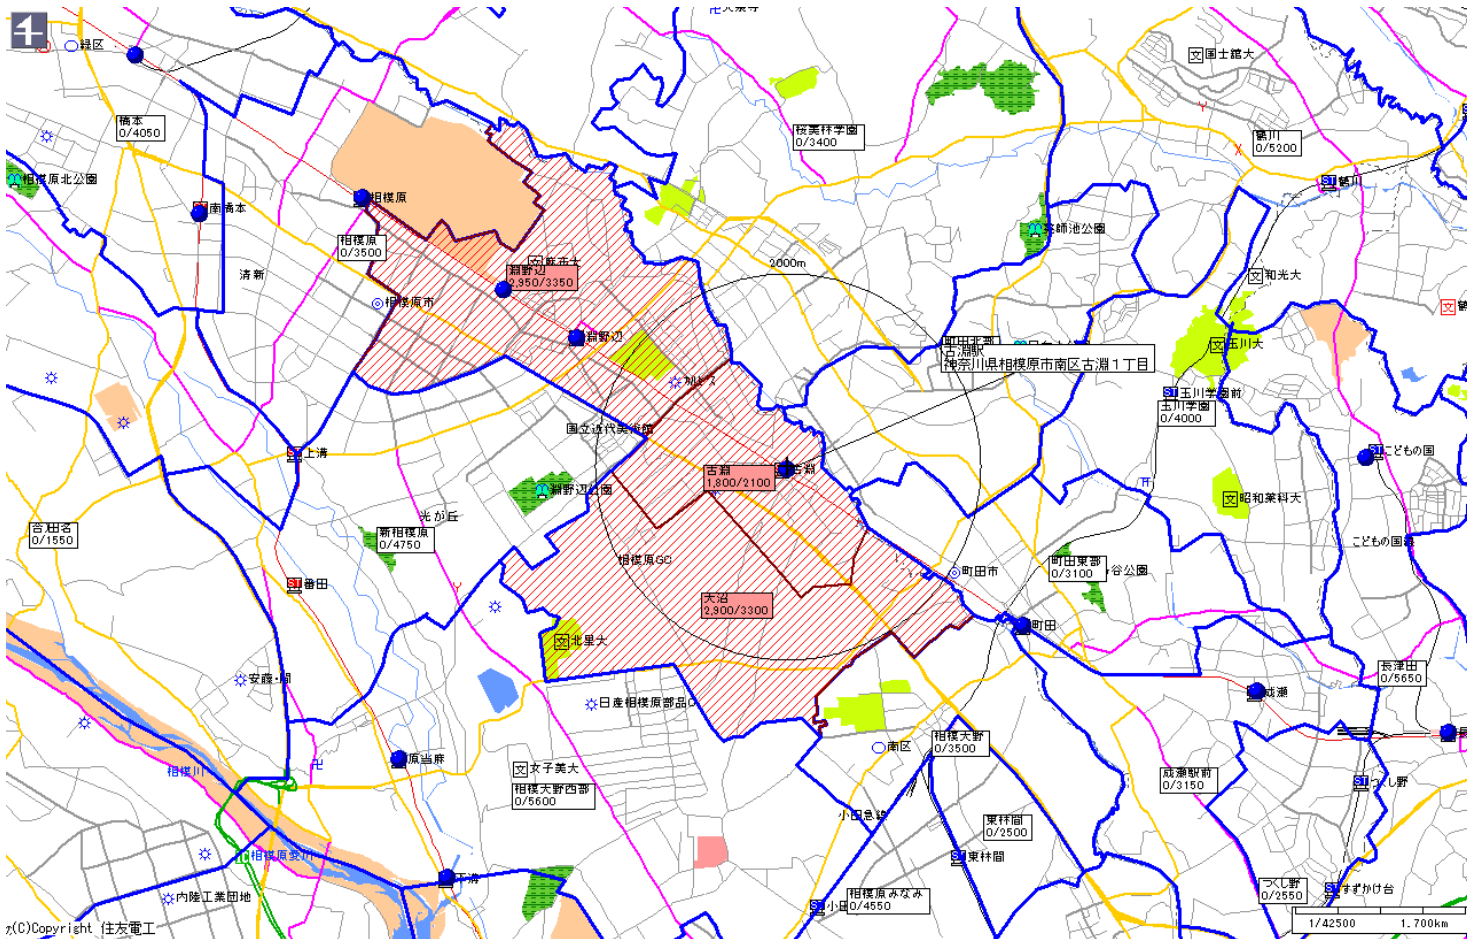 緑区
国士舘大
橋本
0/4050
桜美林学園
0/3400
鶴川
0/5200
相模原北公園
鶴川
相模原
南橋本
薬師池公園
相模原
0/3500
麻布大
2000m
清新
淵野辺
2,950/3350
和光大
相模原市
淵野辺
町田北部
古淵駅
神奈川県相模原市南区古淵1丁目
玉川大
カルピス
玉川学園前
玉川学園
0/4000
国立近代美術館
上溝
こどもの国
古淵
1,800/2100
古淵
淵野辺公園
昭和薬科大
光が丘
田名
0/1550
新相模原
0/4750
こどもの国線
相模原GC
町田市
町田東部
0/3100
谷公園
番田
大沼
2,900/3300
町田
北里大
長津田
0/5650
安藤・間
成瀬
日産相模原部品C
相模大野
0/3500
南区
原当麻
相模川
女子美大
成瀬駅前
0/3150
つくし野
相模大野西部
0/5600
小田急線
東林間
0/2500
相模原愛川
東林間
下溝
つくし野
0/2550
すずかけ台
内陸工業団地
相模原みなみ
0/4550
小田
(C)Copyright 住友電工
1/42500
1.700km